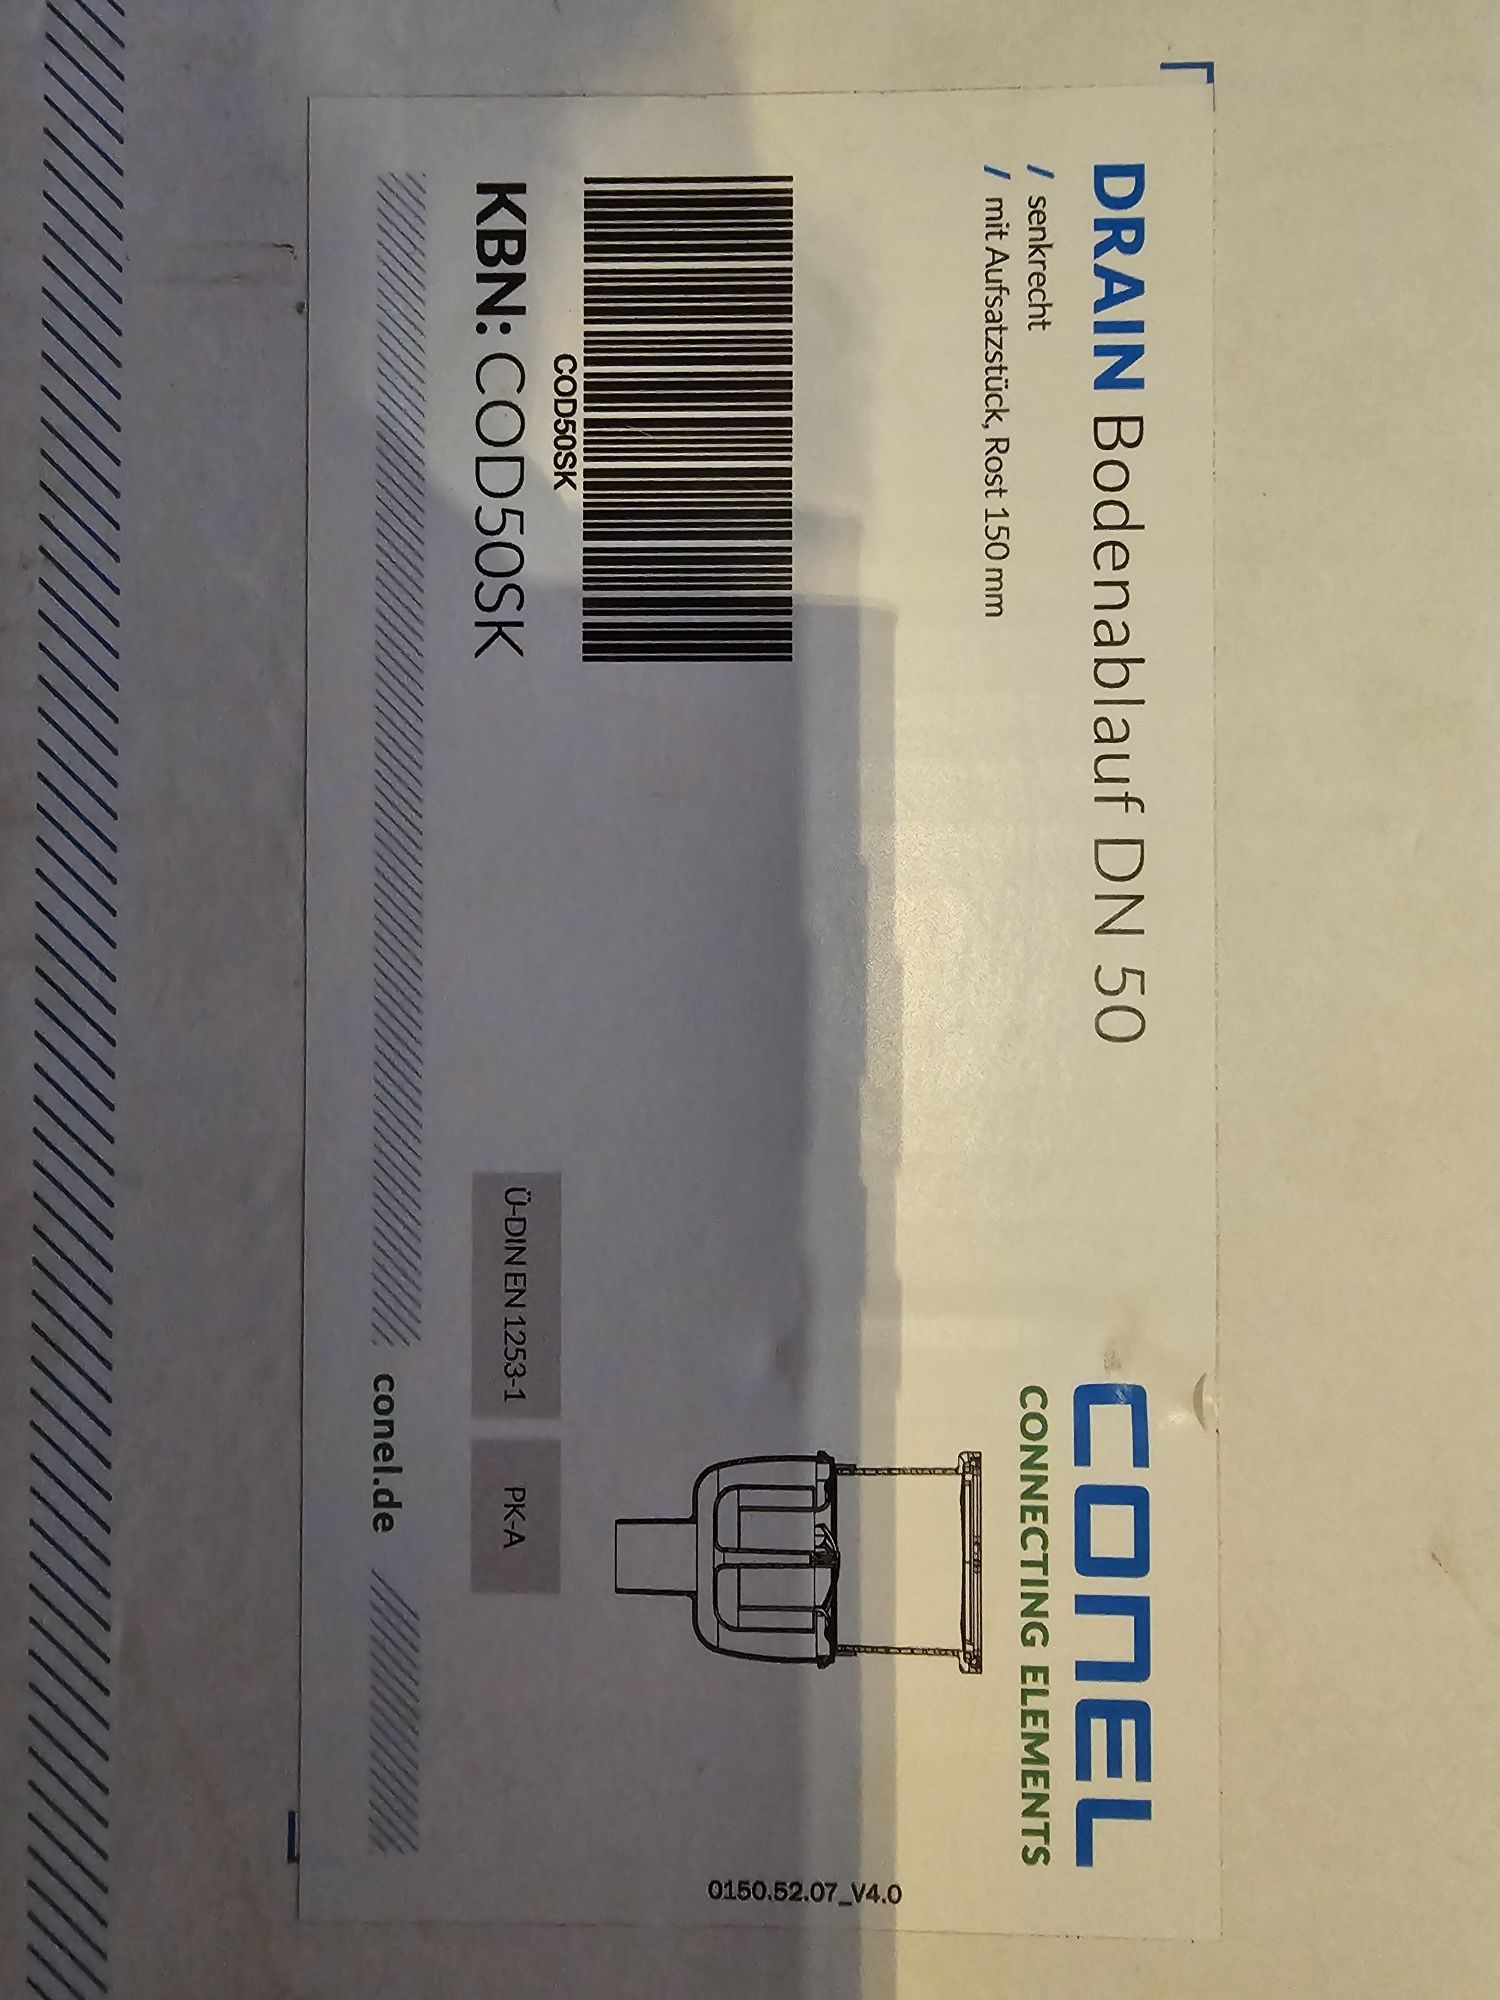 DRAIN Bodenablauf DN 50
/ senkrecht
/ mit Aufsatzstück, Rost 150 mm
CONEL
CONNECTING ELEMENTS
COD50SK
KBN: COD50SK
Ü-DIN EN 1253-1
PK-A
conel.de
0150.52.07_V4.0